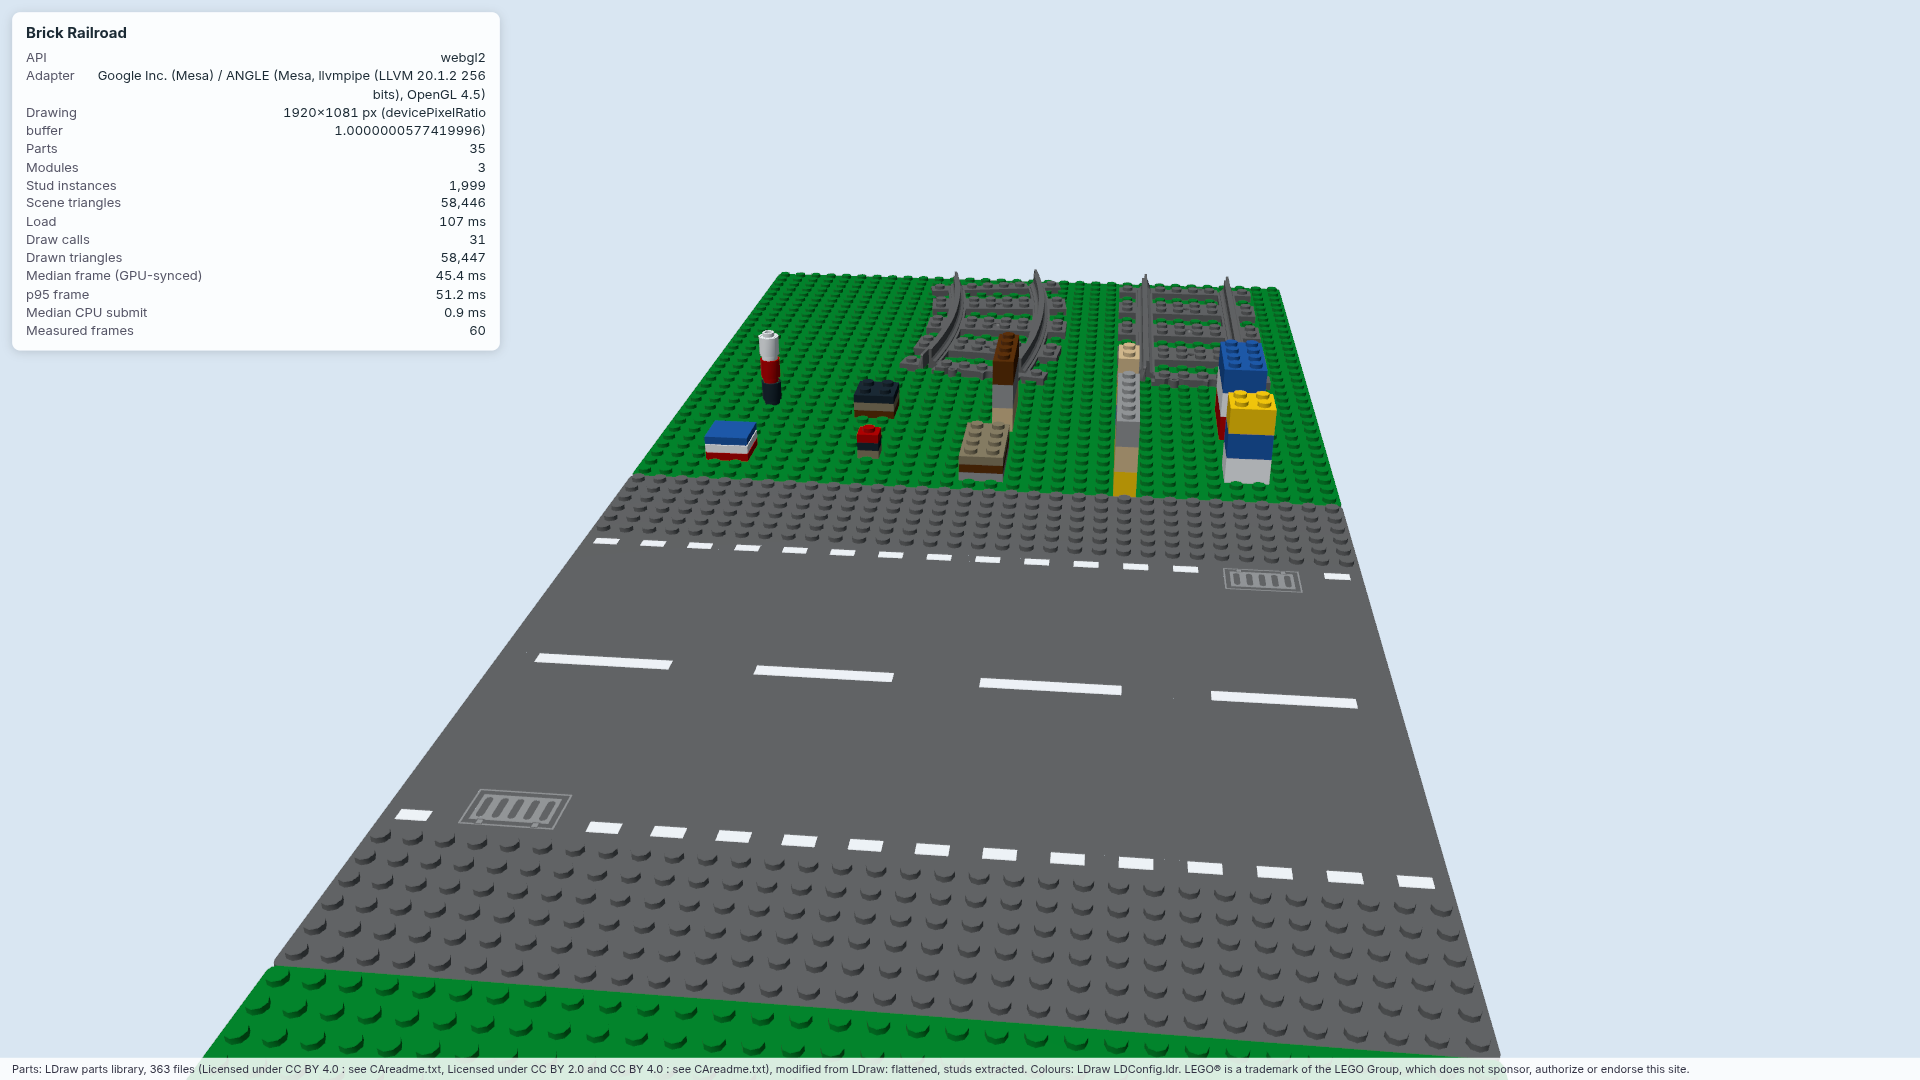 Brick Railroad
API webgl2
Adapter Google Inc. (Mesa) / ANGLE (Mesa, llvmpipe (LLVM 20.1.2 256
bits), OpenGL 4.5)
Drawing 1920×1081 px (devicePixelRatio
buffer 1.0000000577419996)
Parts 35
Modules 3
Stud instances 1,999
Scene triangles 58,446
Load 107 ms
Draw calls 31
Drawn triangles 58,447
Median frame (GPU-synced) 45.4 ms
p95 frame 51.2 ms
Median CPU submit 0.9 ms
Measured frames 60
Parts: LDraw parts library, 363 files (Licensed under CC BY 4.0 : see CAreadme.txt, Licensed under CC BY 2.0 and CC BY 4.0 : see CAreadme.txt), modified from LDraw: flattened, studs extracted. Colours: LDraw LDConfig.ldr. LEGO® is a trademark of the LEGO Group, which does not sponsor, authorize or endorse this site.